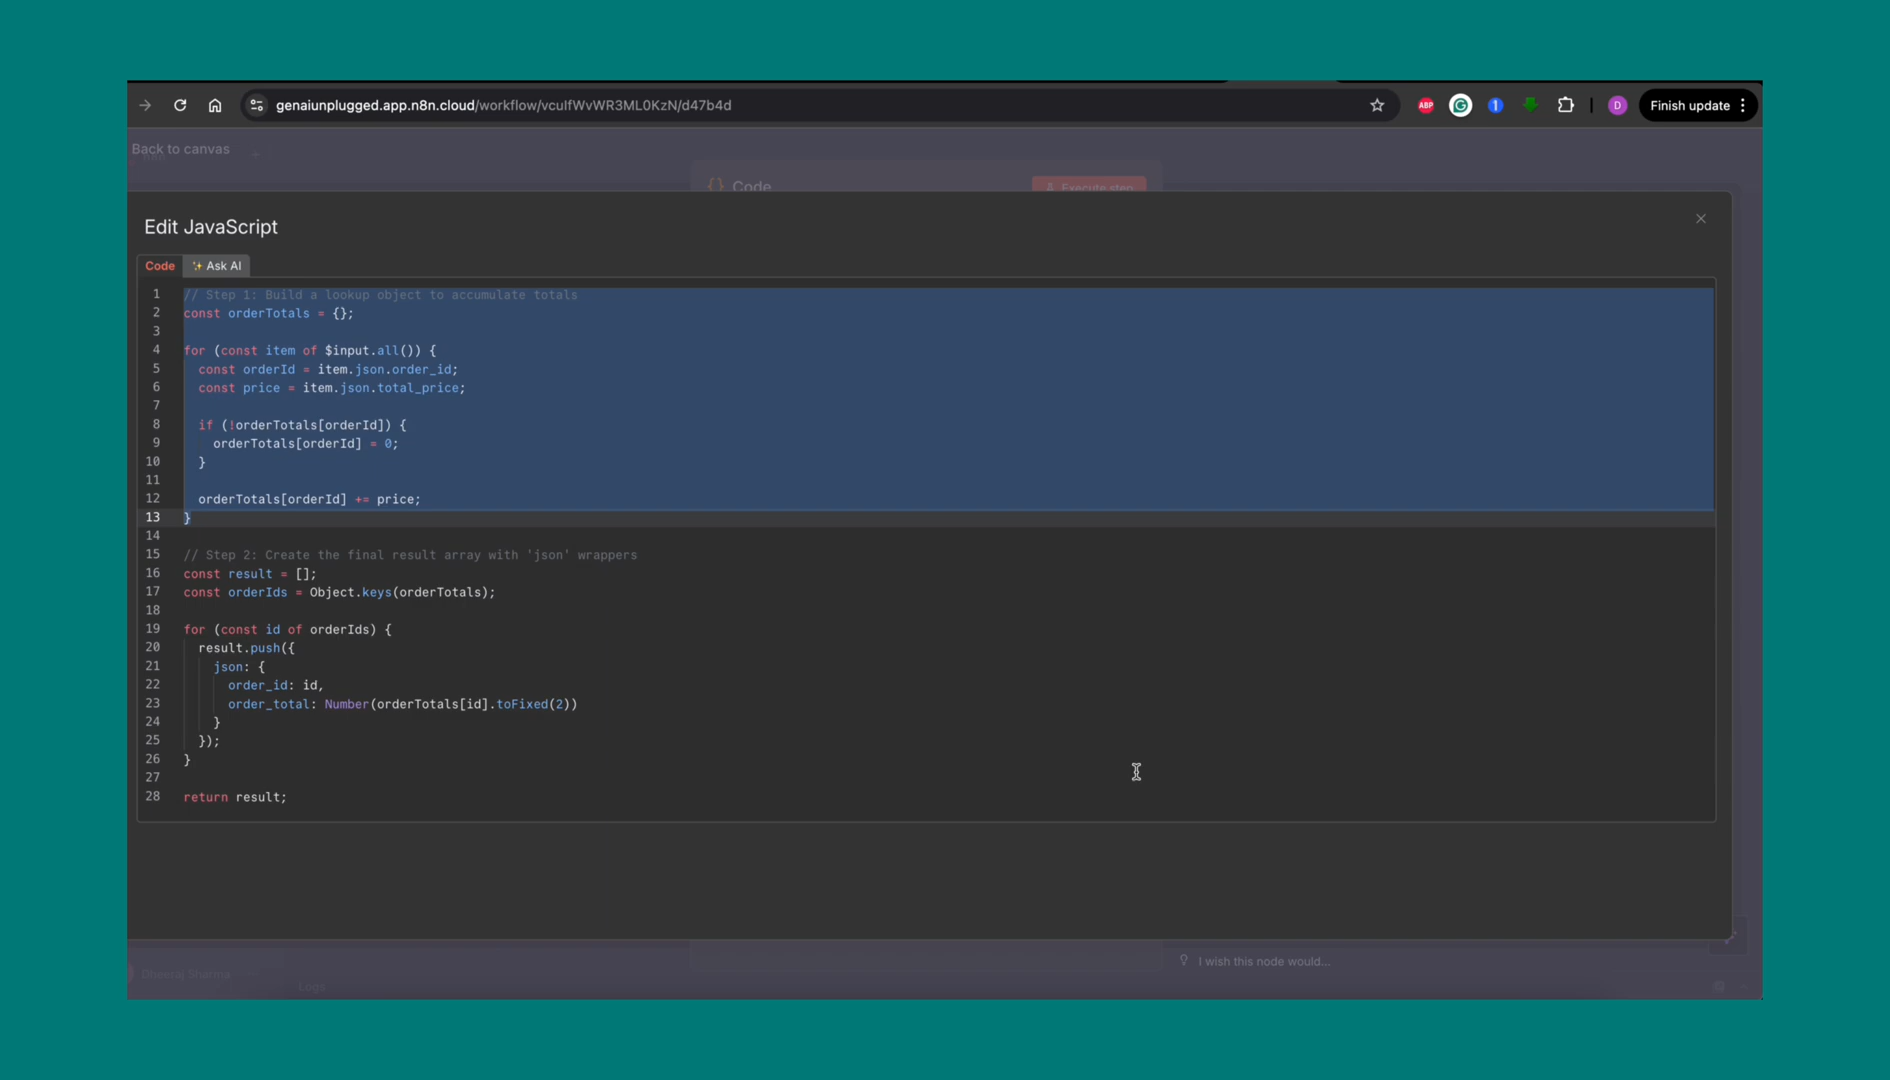 genaiunplugged.app.n8n.cloud/workflow/vcuIfWvWR3ML0KzN/d47b4d
ABP
1
D
Finish update
Back to canvas
{} Code
Execute step
Edit JavaScript
Code
Ask AI
1 // Step 1: Build a lookup object to accumulate totals
2 const orderTotals = {};
3
4 for (const item of $input.all()) {
5 const orderId = item.json.order_id;
6 const price = item.json.total_price;
7
8 if (!orderTotals[orderId]) {
9 orderTotals[orderId] = 0;
10 }
11
12 orderTotals[orderId] += price;
13 }
14
15 // Step 2: Create the final result array with 'json' wrappers
16 const result = [];
17 const orderIds = Object.keys(orderTotals);
18
19 for (const id of orderIds) {
20 result.push({
21 json: {
22 order_id: id,
23 order_total: Number(orderTotals[id].toFixed(2))
24 }
25 });
26 }
27
28 return result;
I wish this node would...
Dheeraj Sharma
Logs